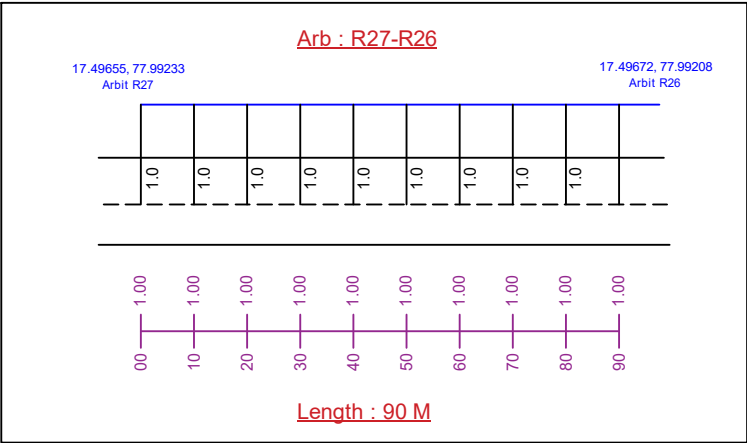 Arb : R27-R26
17.49655, 77.99233
Arbit R27
17.49672, 77.99208
Arbit R26
1.0 1.0 1.0 1.0 1.0 1.0 1.0 1.0 1.0
1.00 1.00 1.00 1.00 1.00 1.00 1.00 1.00 1.00 1.00
00 10 20 30 40 50 60 70 80 90
Length : 90 M